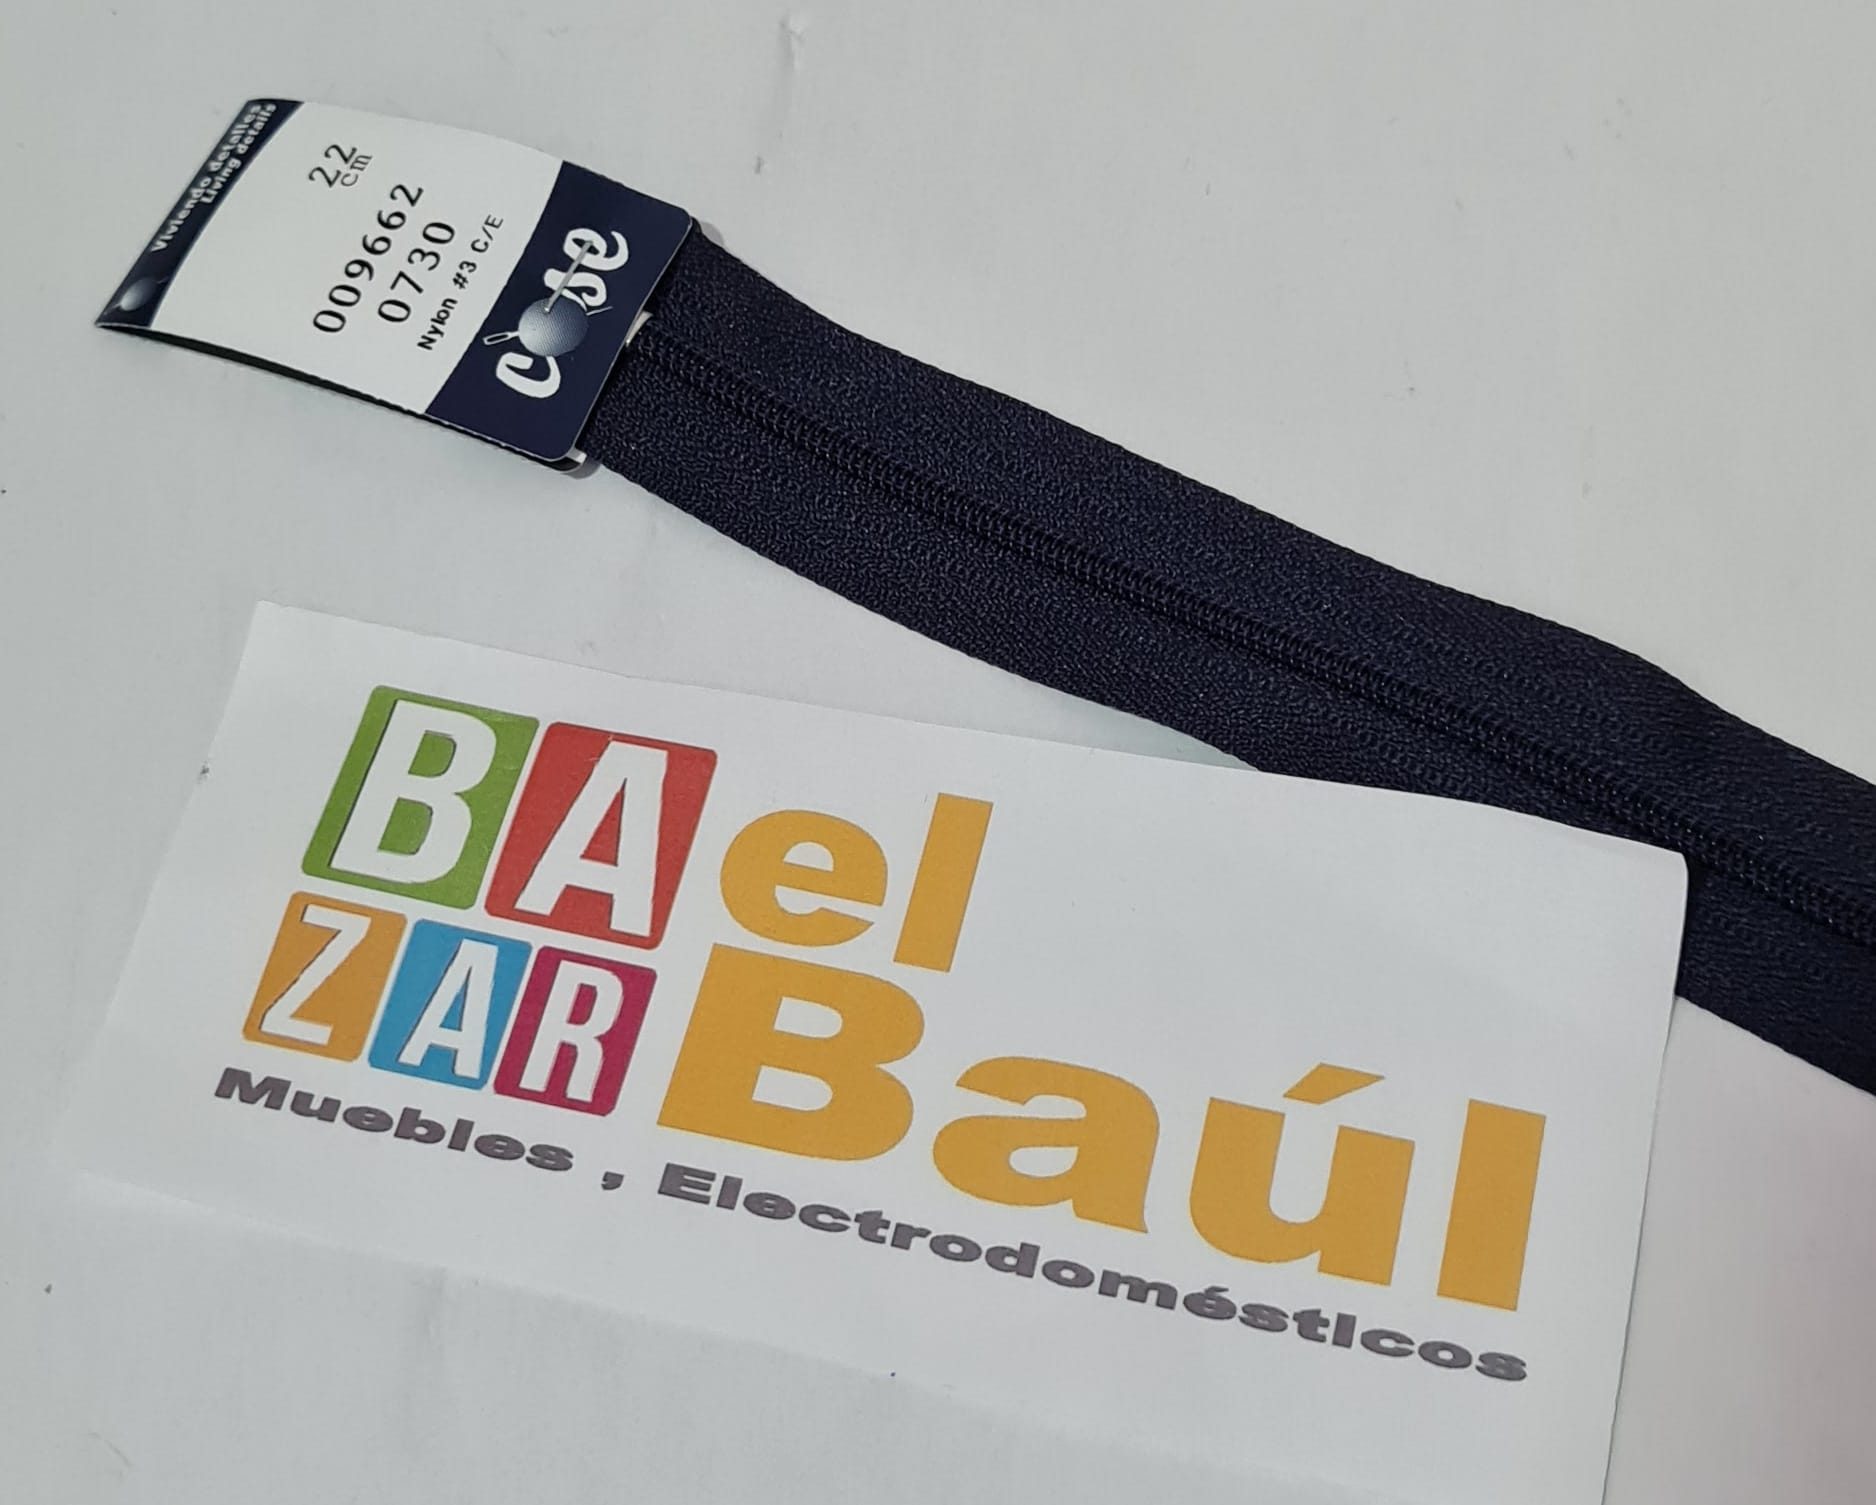 Viviendo detalles
Living details
22
cm
009662
0730
Nylon #3 C/E
cose
BA el
ZAR Baúl
Muebles , Electrodomésticos